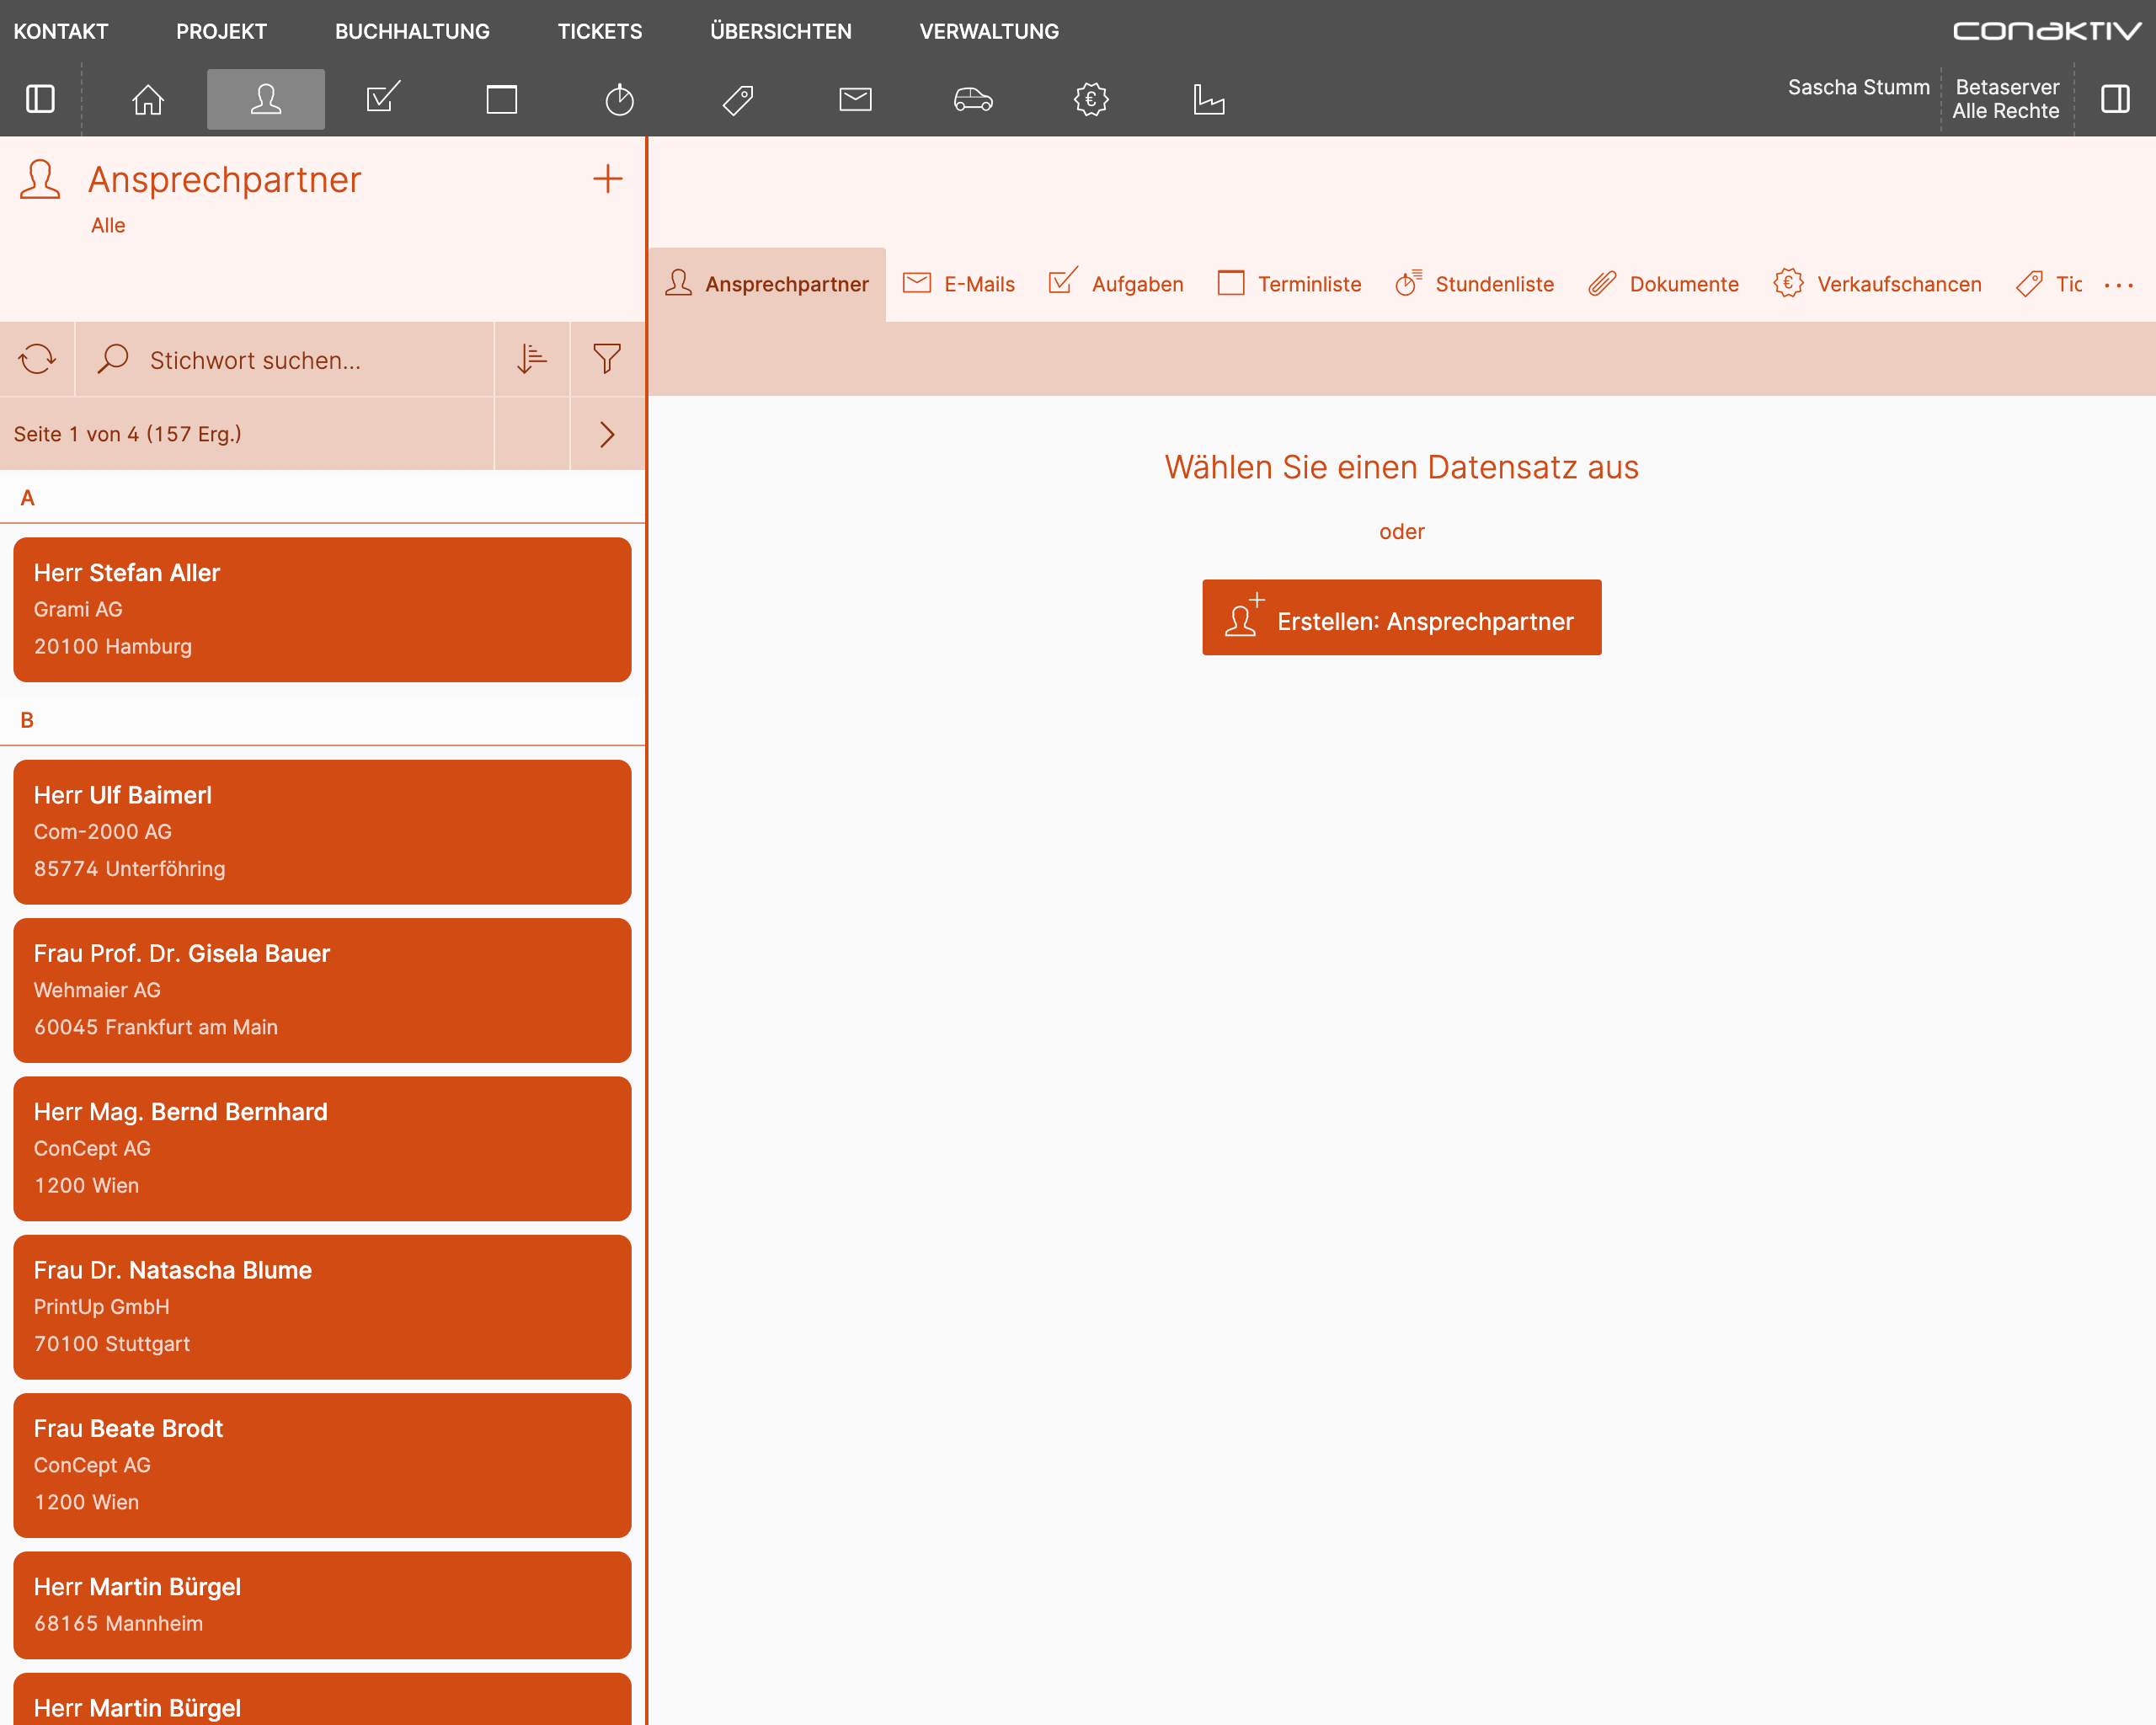 KONTAKT PROJEKT BUCHHALTUNG TICKETS ÜBERSICHTEN VERWALTUNG
conaktiv
Sascha Stumm
Betaserver
Alle Rechte
Ansprechpartner
Alle
Ansprechpartner E-Mails Aufgaben Terminliste Stundenliste Dokumente Verkaufschancen Tic ...
Stichwort suchen...
Seite 1 von 4 (157 Erg.)
A
Herr Stefan Aller
Grami AG
20100 Hamburg
B
Herr Ulf Baimerl
Com-2000 AG
85774 Unterföhring
Frau Prof. Dr. Gisela Bauer
Wehmaier AG
60045 Frankfurt am Main
Herr Mag. Bernd Bernhard
ConCept AG
1200 Wien
Frau Dr. Natascha Blume
PrintUp GmbH
70100 Stuttgart
Frau Beate Brodt
ConCept AG
1200 Wien
Herr Martin Bürgel
68165 Mannheim
Herr Martin Bürgel
Wählen Sie einen Datensatz aus
oder
Erstellen: Ansprechpartner